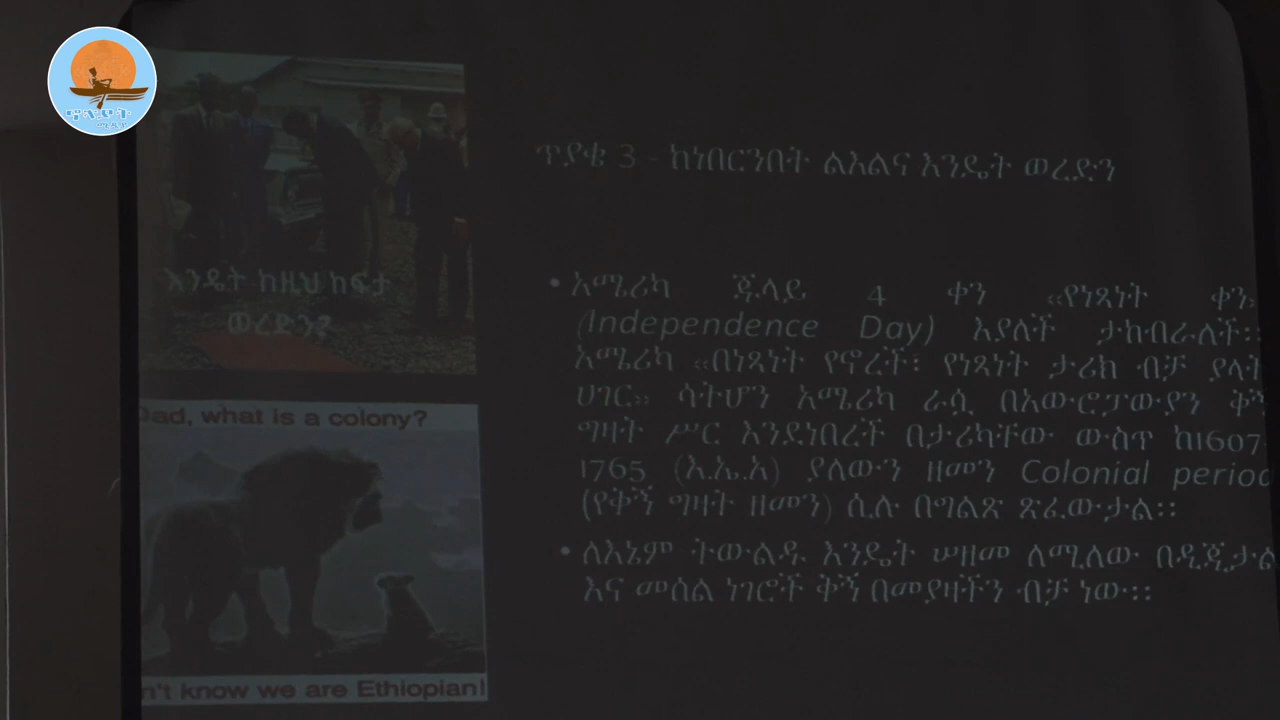 ጥያቄ 3 - ከነበርንበት ልእልና እንዴት ወረድን
እንዴት ከዚህ ከፍታ
ወረድን?
Dad, what is a colony?
n't know we are Ethiopian!
• አሜሪካ ጁላይ 4 ቀን ‹‹የነጻነት ቀን›
(Independence Day) እያለች ታከብራለች፡፡
አሜሪካ ‹‹በነጻነት የኖረች፣ የነጻነት ታሪክ ብቻ ያላት
ሀገር›› ሳትሆን አሜሪካ ራሷ በአውሮፓውያን ቅኝ
ግዛት ሥር እንደነበረች በታሪካቸው ውስጥ ከ1607-
1765 (እ.ኤ.አ) ያለውን ዘመን Colonial period
(የቅኝ ግዛት ዘመን) ሲሉ በግልጽ ጽፈውታል፡፡
• ለእኔም ትውልዱ እንዴት ሠዘመ ለሚለው በዲጂታል
እና መሰል ነገሮች ቅኝ በመያዛችን ብቻ ነው፡፡